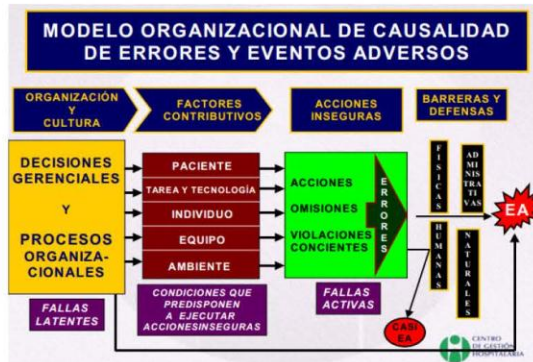 MODELO ORGANIZACIONAL DE CAUSALIDAD
DE ERRORES Y EVENTOS ADVERSOS
ORGANIZACIÓN
Y
CULTURA
FACTORES
CONTRIBUTIVOS
ACCIONES
INSEGURAS
BARRERAS Y
DEFENSAS
DECISIONES
GERENCIALES
Y
PROCESOS
ORGANIZA-
CIONALES
PACIENTE
TAREA Y TECNOLOGÍA
INDIVIDUO
EQUIPO
AMBIENTE
ACCIONES
OMISIONES
VIOLACIONES
CONCIENTES
ERRORES
FISICAS
ADMINISTRATIVAS
HUMANAS
NATURALES
EA
FALLAS
LATENTES
CONDICIONES QUE
PREDISPONEN
A EJECUTAR
ACCIONESINSEGURAS
FALLAS
ACTIVAS
CASI
EA
CENTRO
DE GESTIÓN
HOSPITALARIA